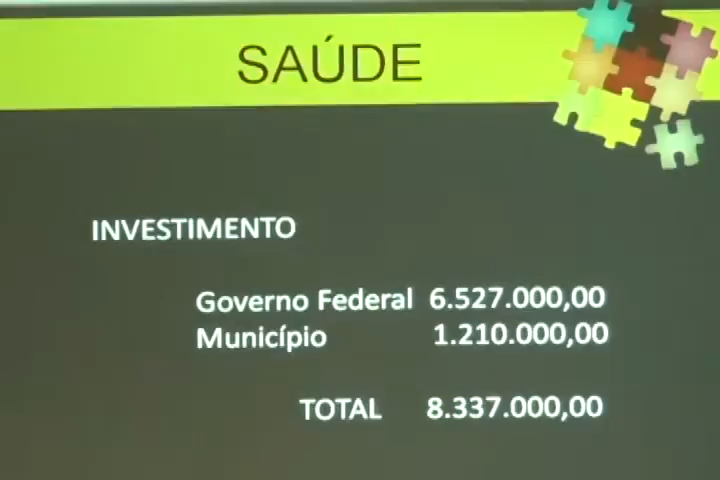 SAÚDE
INVESTIMENTO
Governo Federal 6.527.000,00
Município 1.210.000,00
TOTAL 8.337.000,00